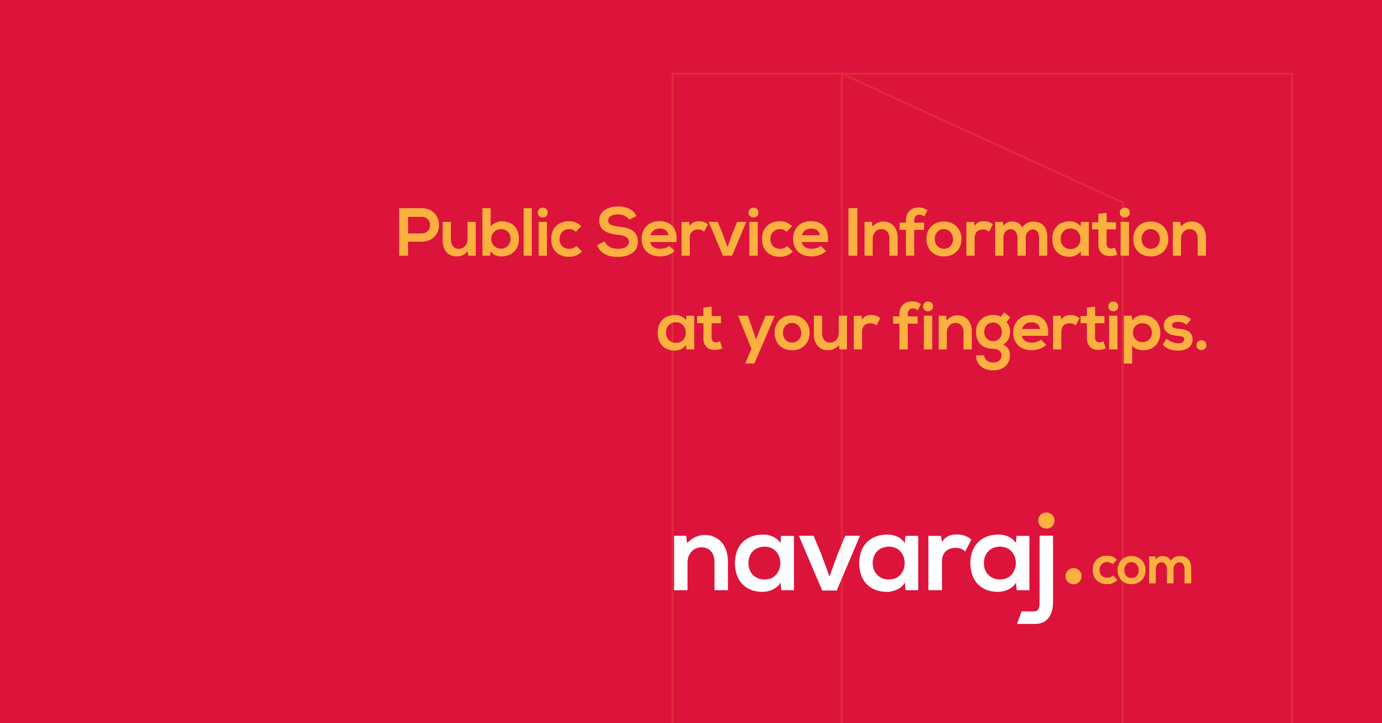 Public Service Information
at your fingertips.
navaraj.com